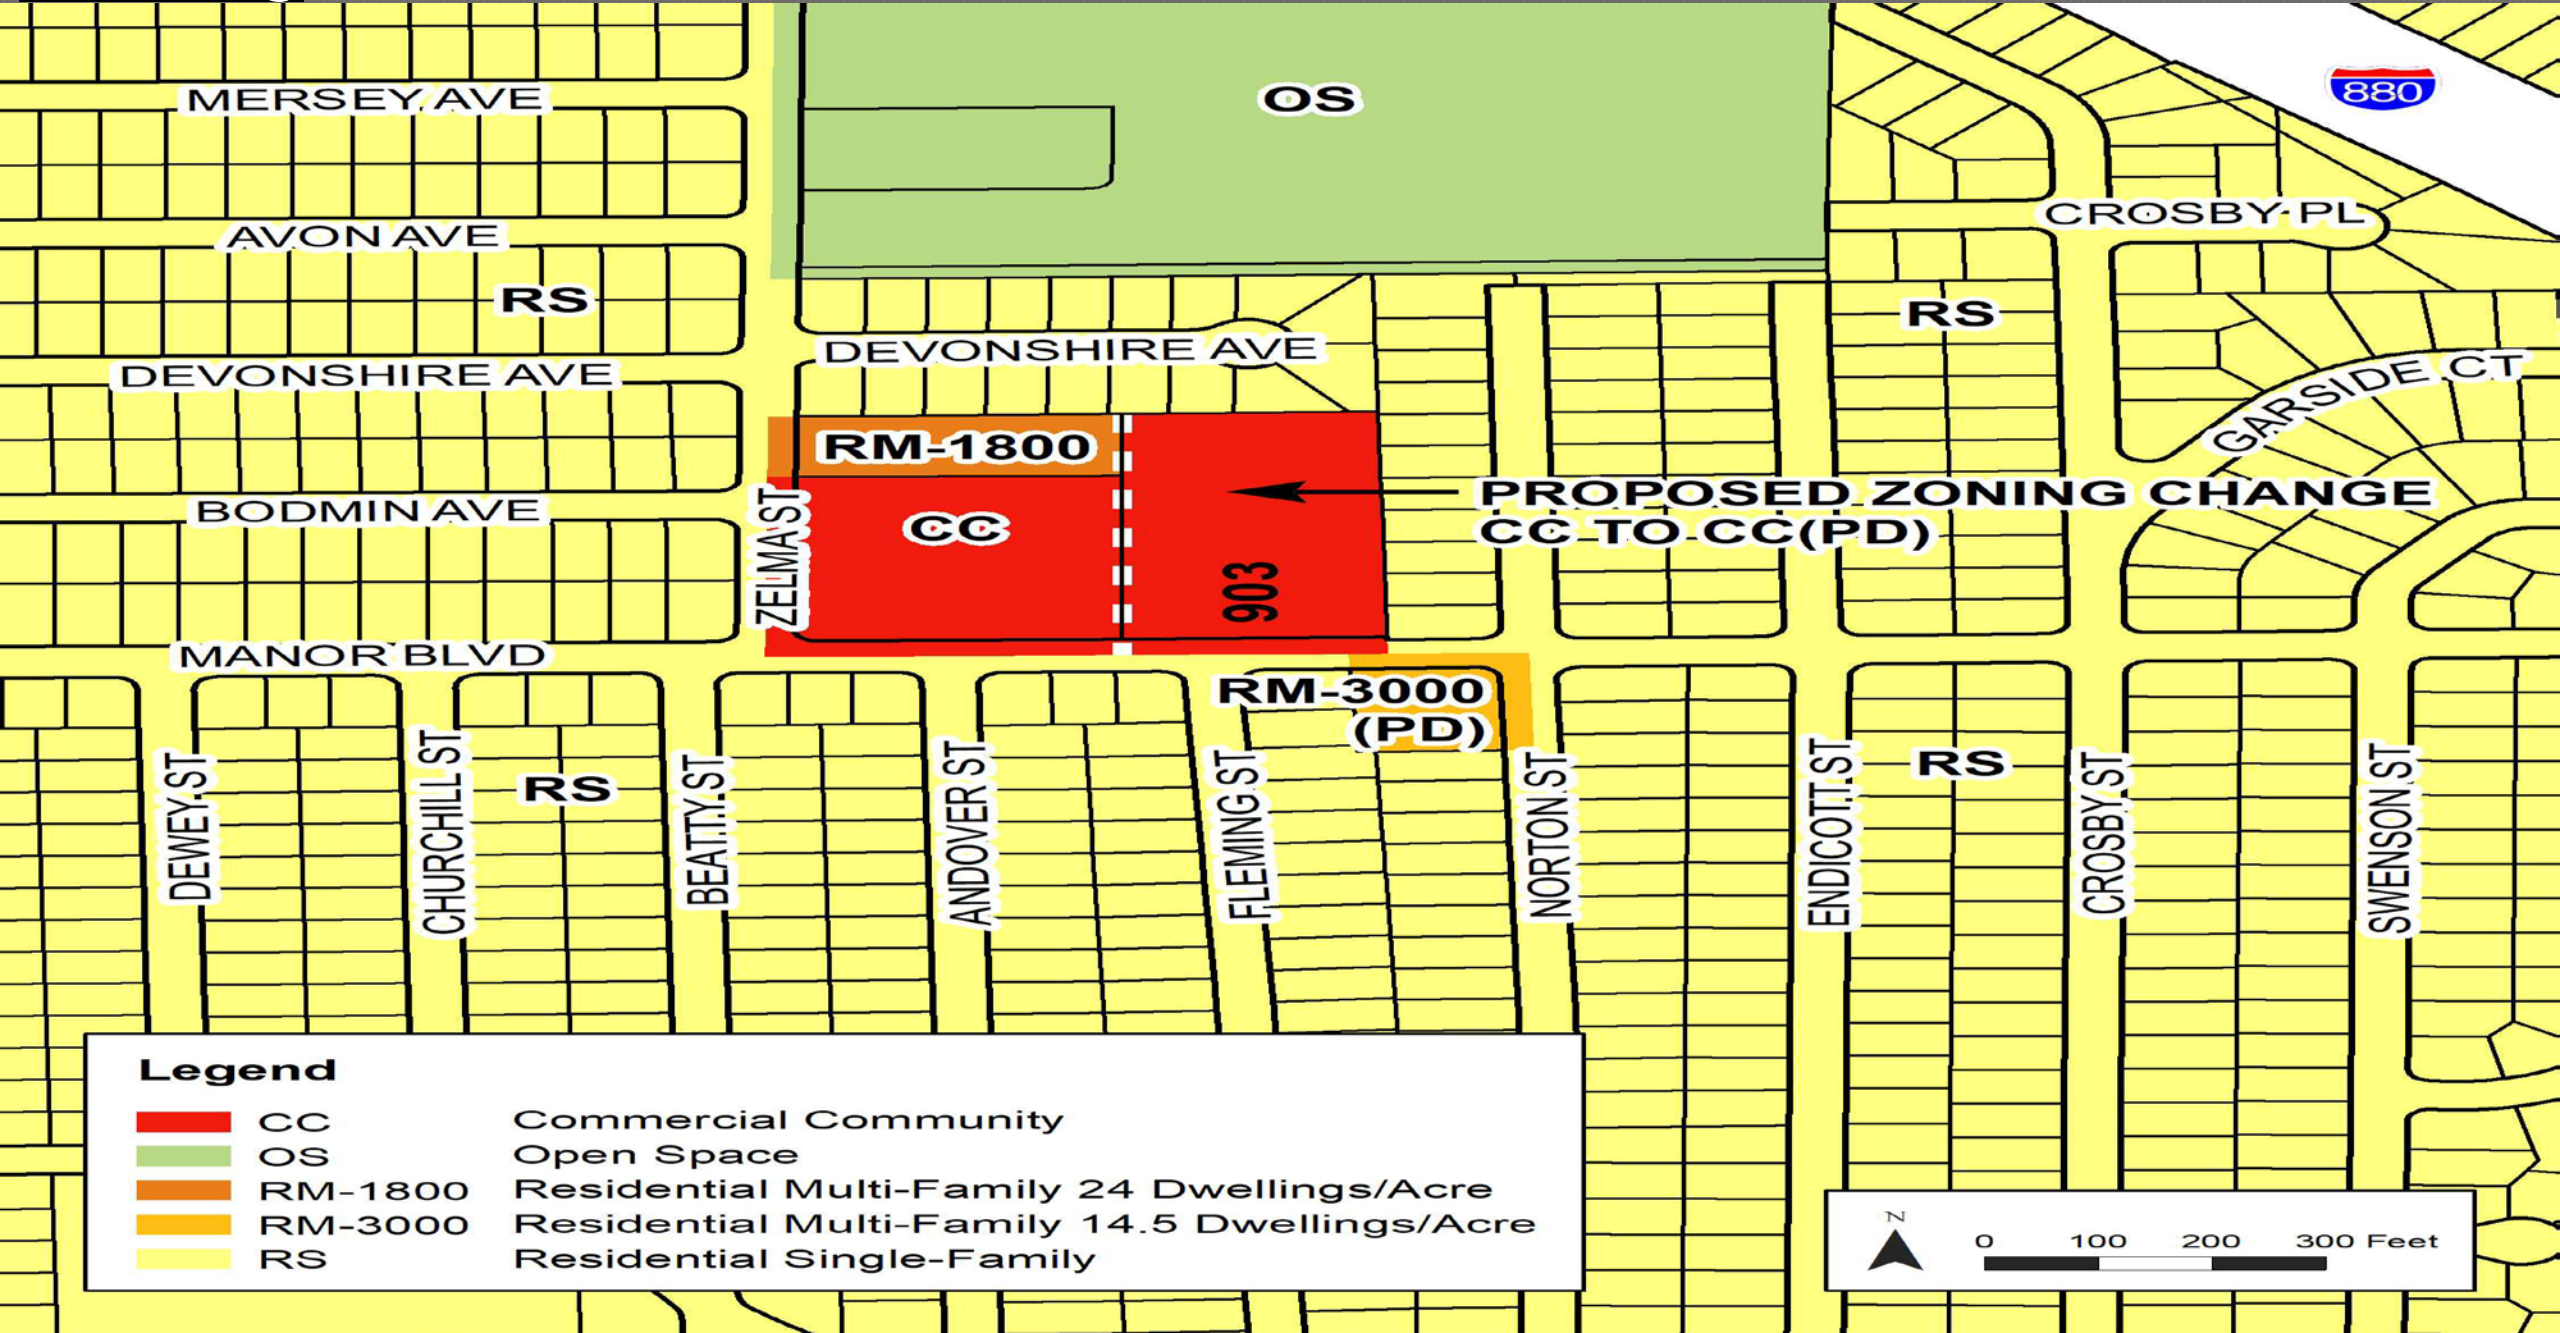 MERSEY AVE
OS
880
AVON AVE
CROSBY PL
RS
RS
DEVONSHIRE AVE
DEVONSHIRE AVE
GARSIDE CT
RM-1800
BODMIN AVE
ZELMA ST
CC
PROPOSED ZONING CHANGE
CC TO CC(PD)
903
MANOR BLVD
RM-3000
(PD)
DEWEY ST
CHURCHILL ST
RS
BEATTY ST
ANDOVER ST
FLEMING ST
NORTON ST
ENDICOTT ST
RS
CROSBY ST
SWENSON ST
Legend
CC Commercial Community
OS Open Space
RM-1800 Residential Multi-Family 24 Dwellings/Acre
RM-3000 Residential Multi-Family 14.5 Dwellings/Acre
RS Residential Single-Family
N
0 100 200 300 Feet